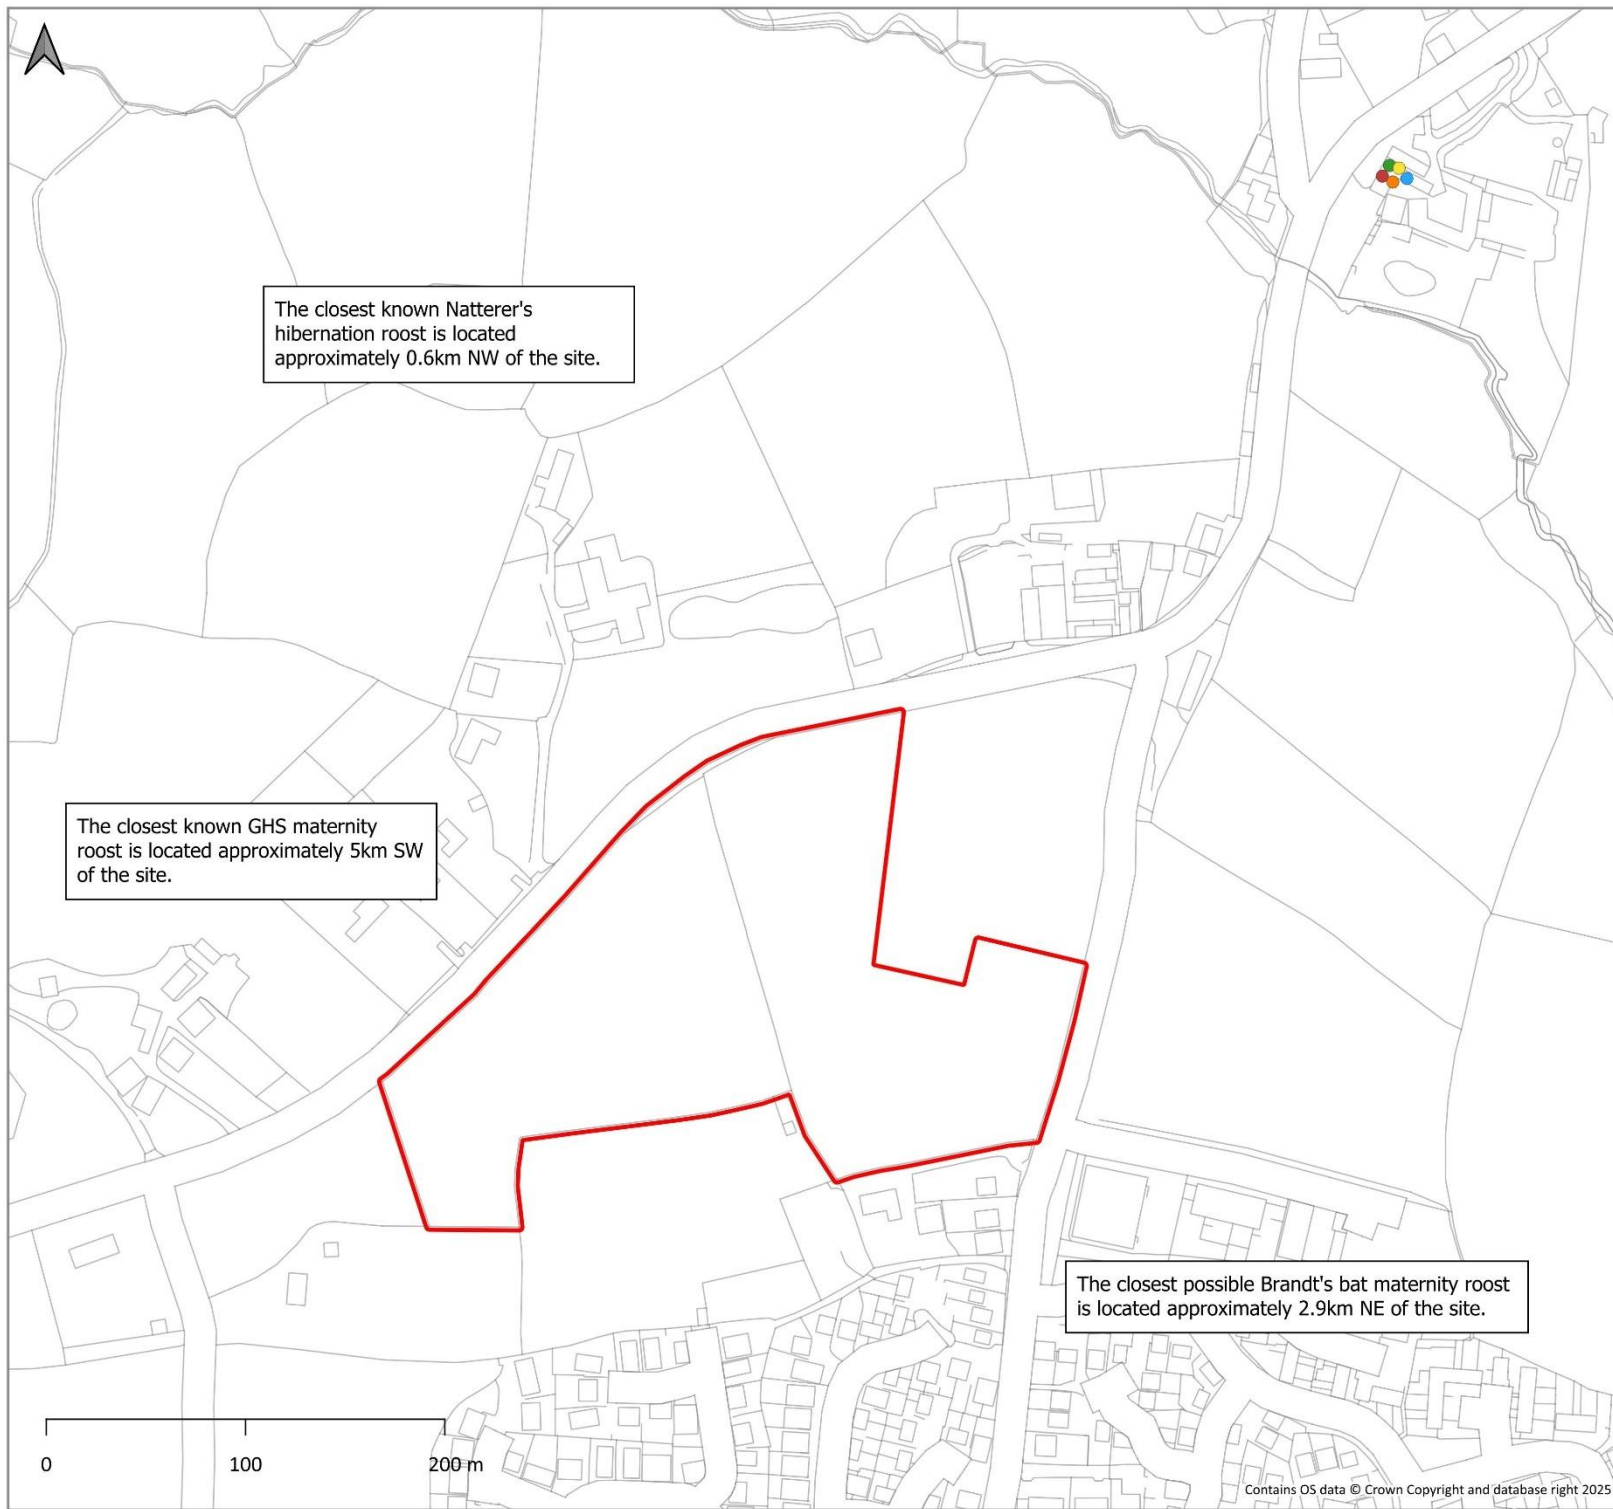 The closest known Natterer's
hibernation roost is located
approximately 0.6km NW of the site.
The closest known GHS maternity
roost is located approximately 5km SW
of the site.
The closest possible Brandt's bat maternity roost
is located approximately 2.9km NE of the site.
0 100 200 m
Contains OS data © Crown Copyright and database right 2025